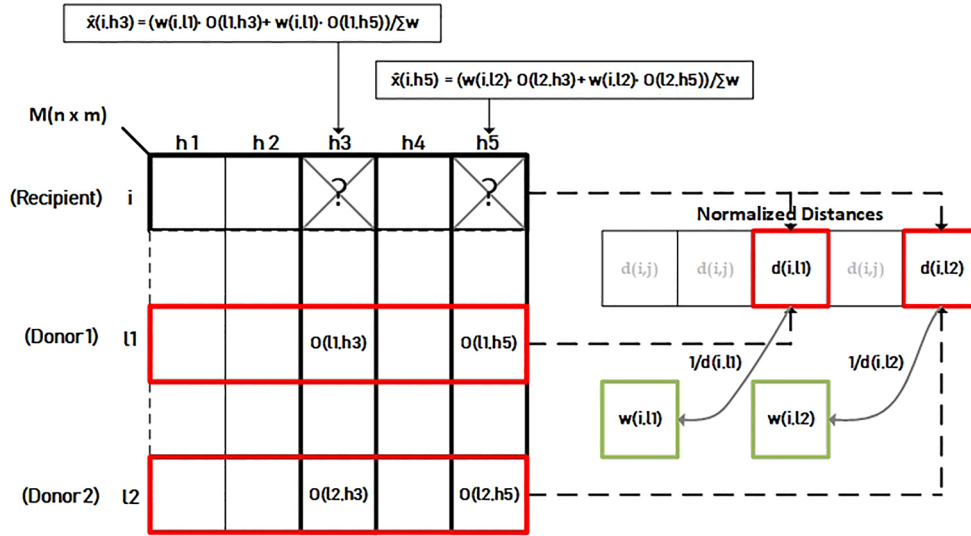 x̂(i,h3) = (w(i,l1)· O(l1,h3)+ w(i,l1)· O(l1,h5))/∑w
x̂(i,h5) = (w(i,l2)· O(l2,h3)+ w(i,l2)· O(l2,h5))/∑w
M(n x m)
h1 h2 h3 h4 h5
(Recipient) i ? ?
Normalized Distances
d(i,j) d(i,j) d(i,l1) d(i,j) d(i,l2)
(Donor1) l1 O(l1,h3) O(l1,h5)
1/d(i,l1) 1/d(i,l2)
w(i,l1) w(i,l2)
(Donor2) l2 O(l2,h3) O(l2,h5)